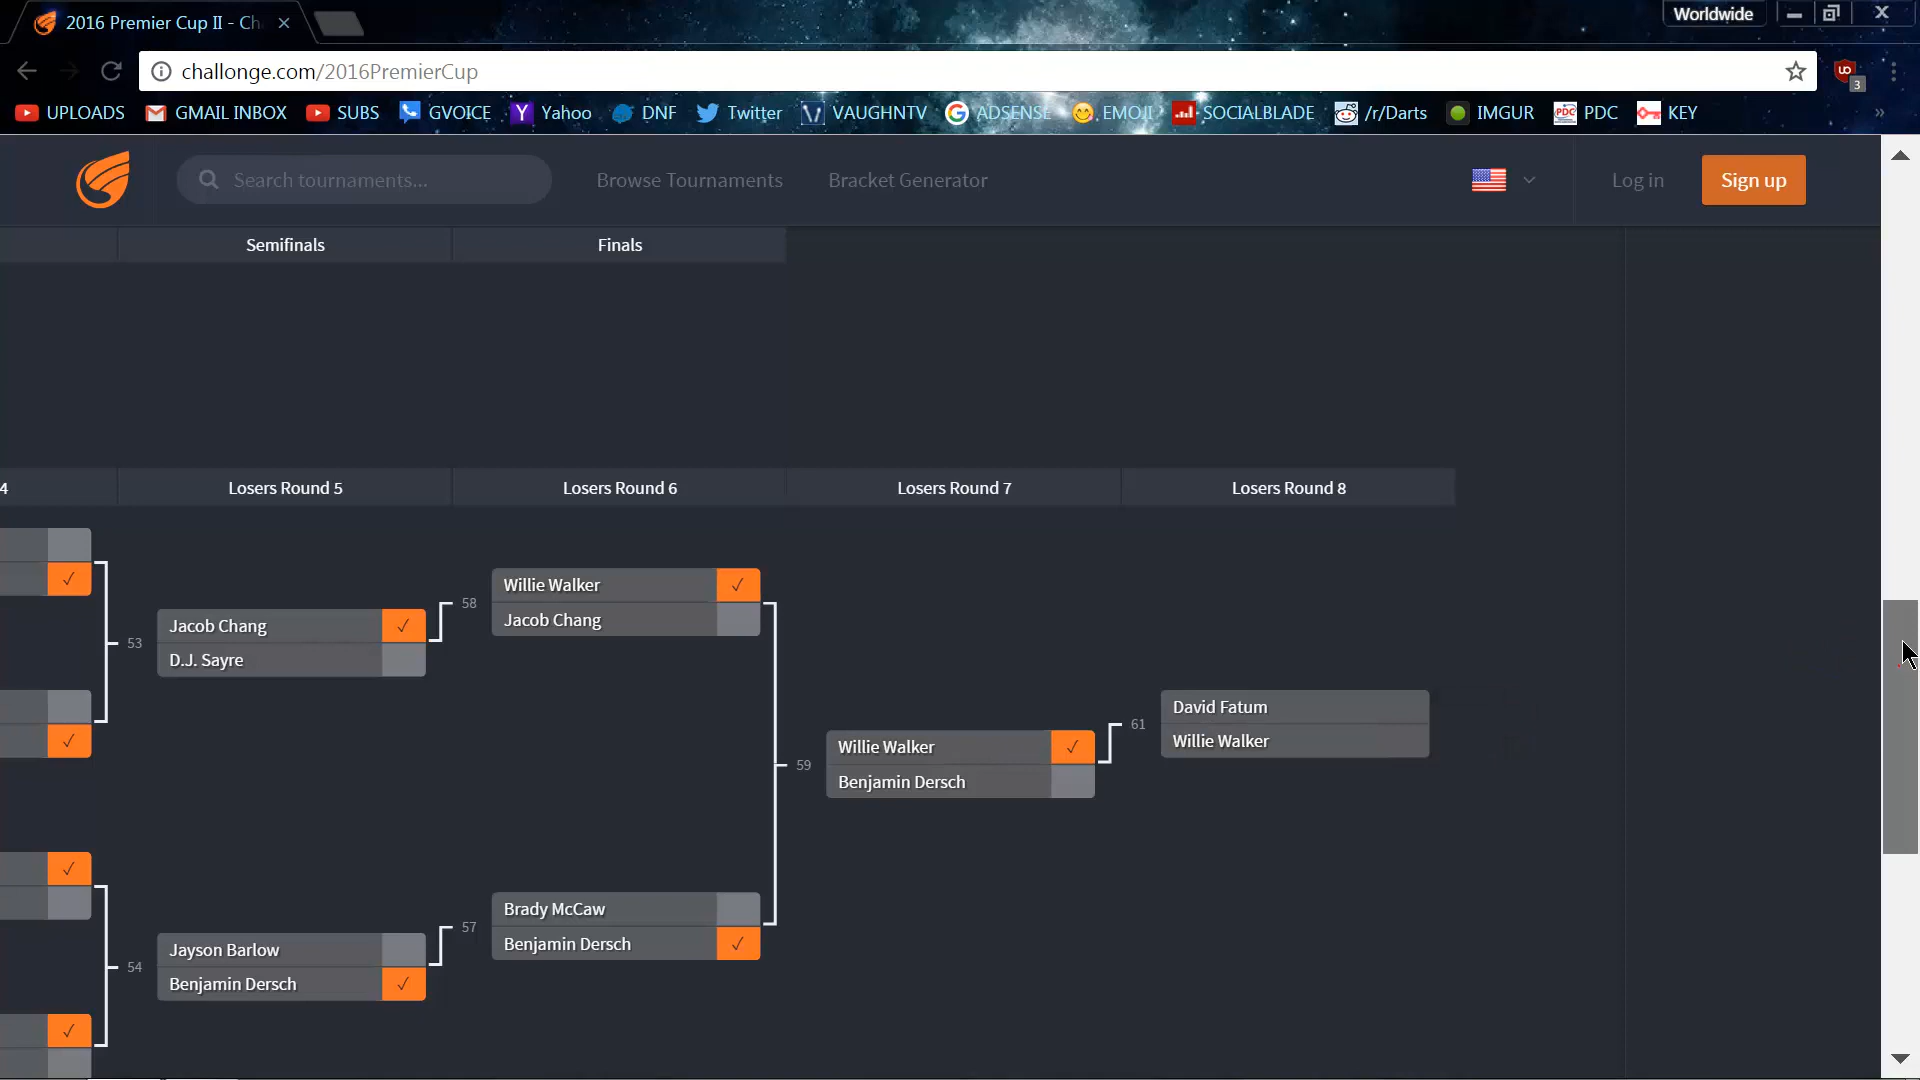 2016 Premier Cup II - Ch
Worldwide
challonge.com/2016PremierCup
3
UPLOADS GMAIL INBOX SUBS GVOICE Yahoo DNF Twitter VAUGHNTV ADSENSE EMOJI SOCIALBLADE /r/Darts IMGUR PDC KEY
Search tournaments...
Browse Tournaments
Bracket Generator
Log in
Sign up
Semifinals
Finals
4
Losers Round 5
Losers Round 6
Losers Round 7
Losers Round 8
53
Jacob Chang
D.J. Sayre
54
Jayson Barlow
Benjamin Dersch
58
Willie Walker
Jacob Chang
57
Brady McCaw
Benjamin Dersch
59
Willie Walker
Benjamin Dersch
61
David Fatum
Willie Walker